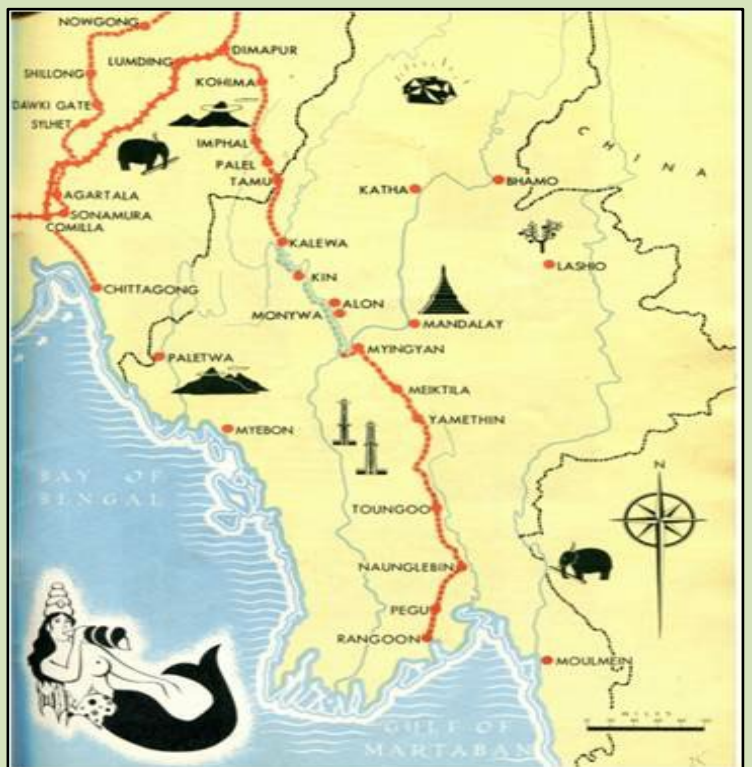 NOWGONG
LUMDING
DIMAPUR
SHILLONG
KOHIMA
DAWKI GATE
SYLHET
IMPHAL
PALEL
TAMU
CHINA
KATHA
BHAMO
AGARTALA
SONAMURA
COMILLA
KALEWA
LASHIO
KIN
CHITTAGONG
ALON
MONYWA
MANDALAY
MYINGYAN
PALETWA
MEIKTILA
YAMETHIN
MYEBON
BAY OF
BENGAL
N
TOUNGOO
NAUNGLEBIN
PEGU
RANGOON
MOULMEIN
MILES
GULF OF
MARTABAN